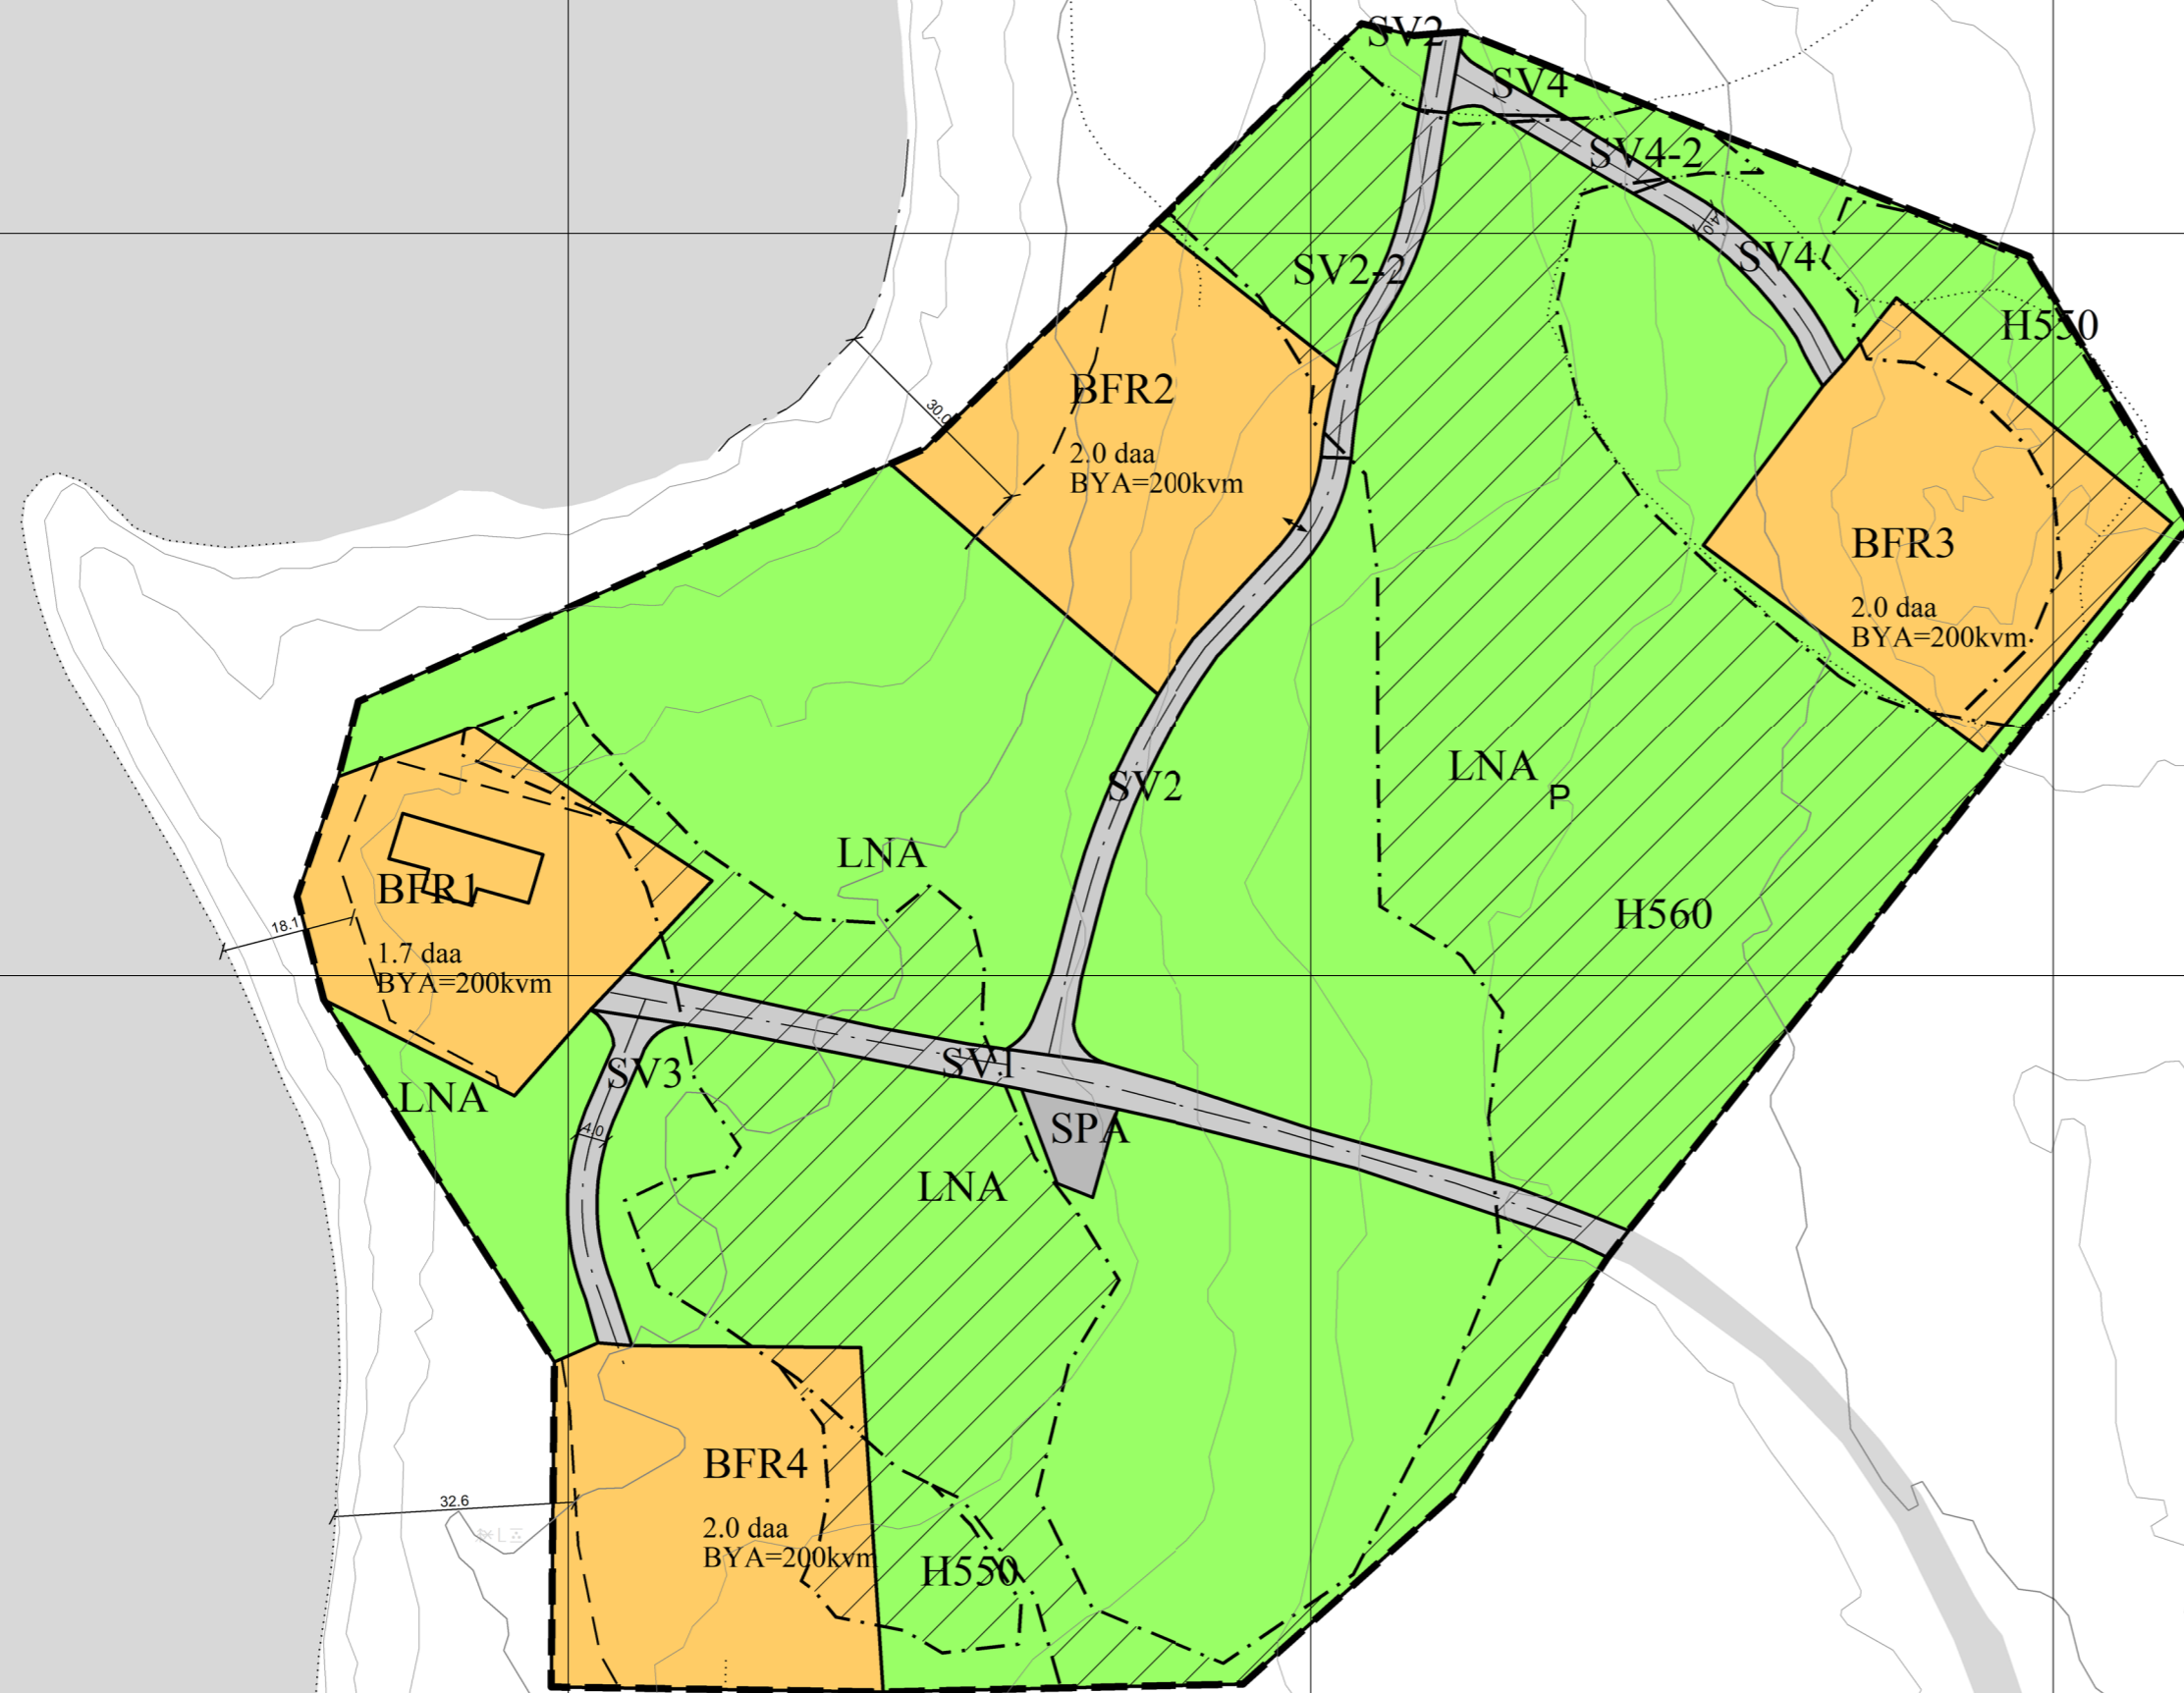 SV2
SV4
SV4-2
4.0
SV4
SV2-2
H550
BFR2
30.0
2.0 daa
BYA=200kvm
BFR3
2.0 daa
BYA=200kvm
LNA
P
SV2
LNA
BFR1
H560
18.1
1.7 daa
BYA=200kvm
SV1
SV3
LNA
SPA
4.0
LNA
BFR4
32.6
2.0 daa
BYA=200kvm
H550